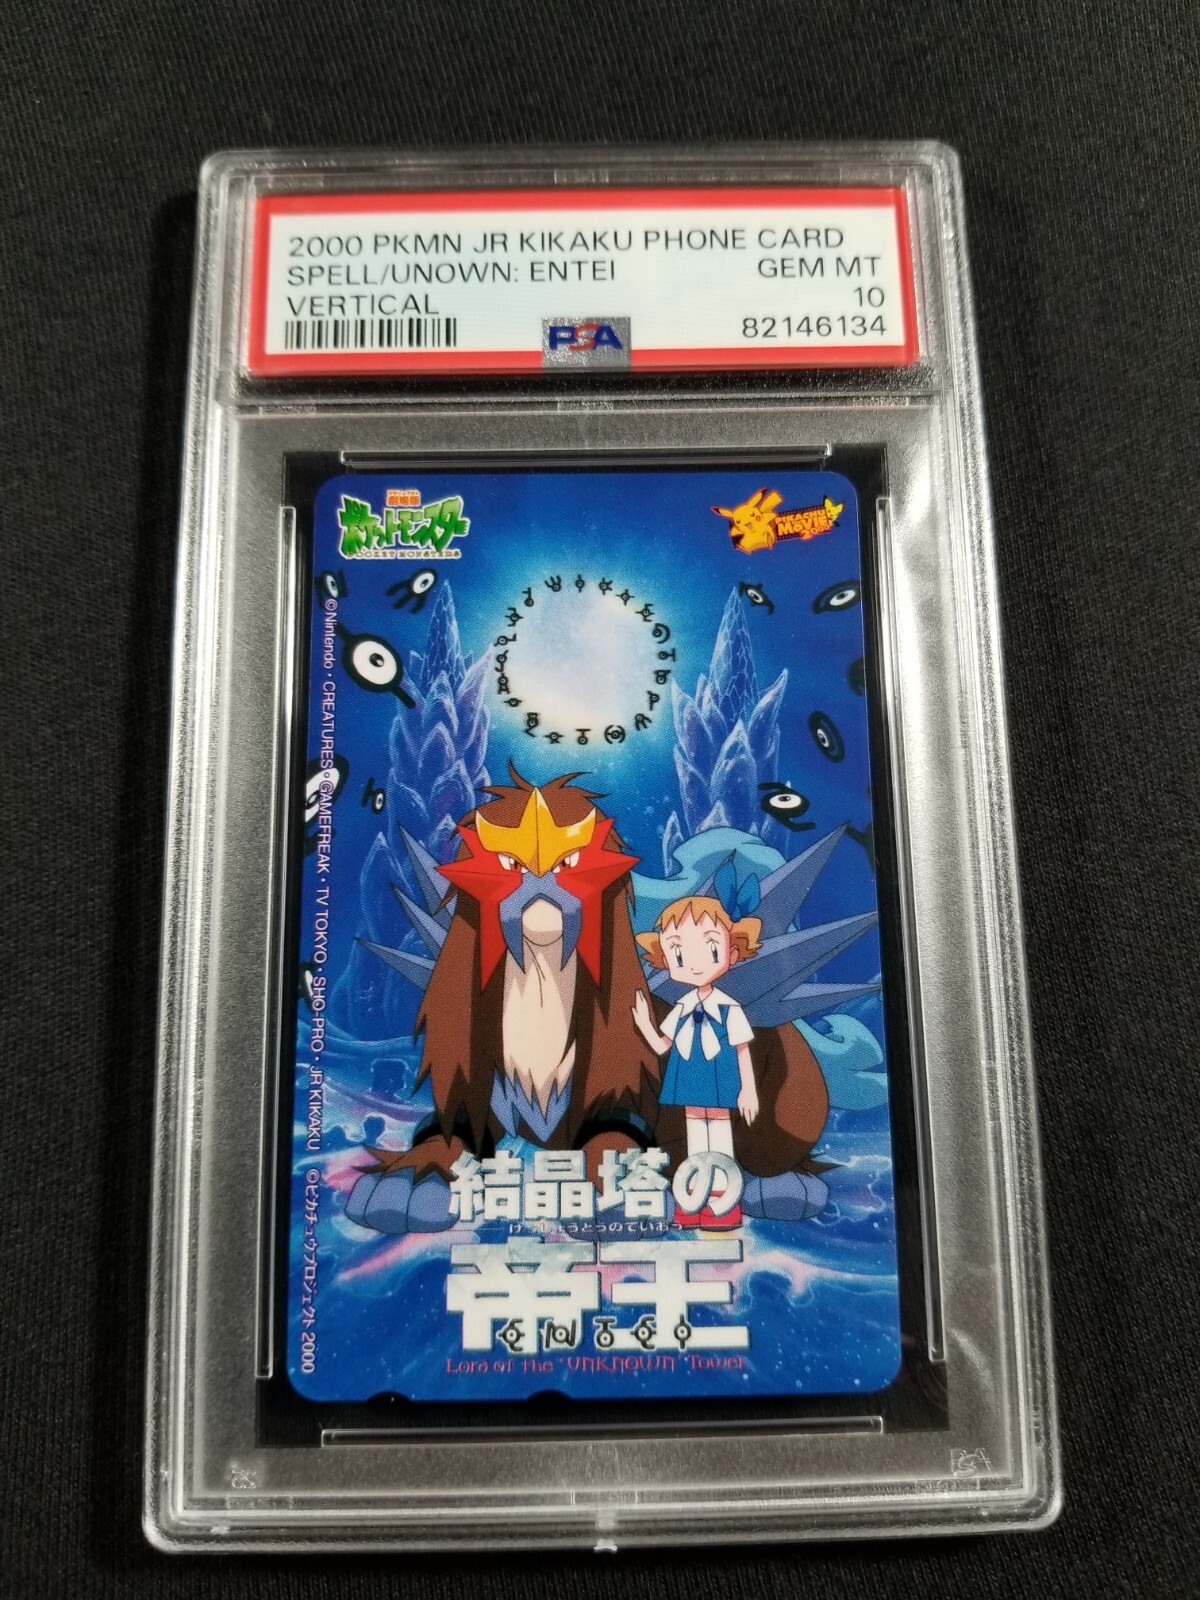 2000 PKMN JR KIKAKU PHONE CARD
SPELL/UNOWN: ENTEI GEM MT
VERTICAL 10
82146134
PSA
劇場版
ポケットモンスター
POCKET MONSTERS
PIKACHU
MOVIE
2000
©Nintendo・CREATURES・GAMEFREAK・TV TOKYO・SHO-PRO・JR KIKAKU ©ピカチュウプロジェクト2000
結晶塔の
けっしょうとうのていおう
帝王
ENTEI
Lord of the "UNKNOWN" Tower
PSA